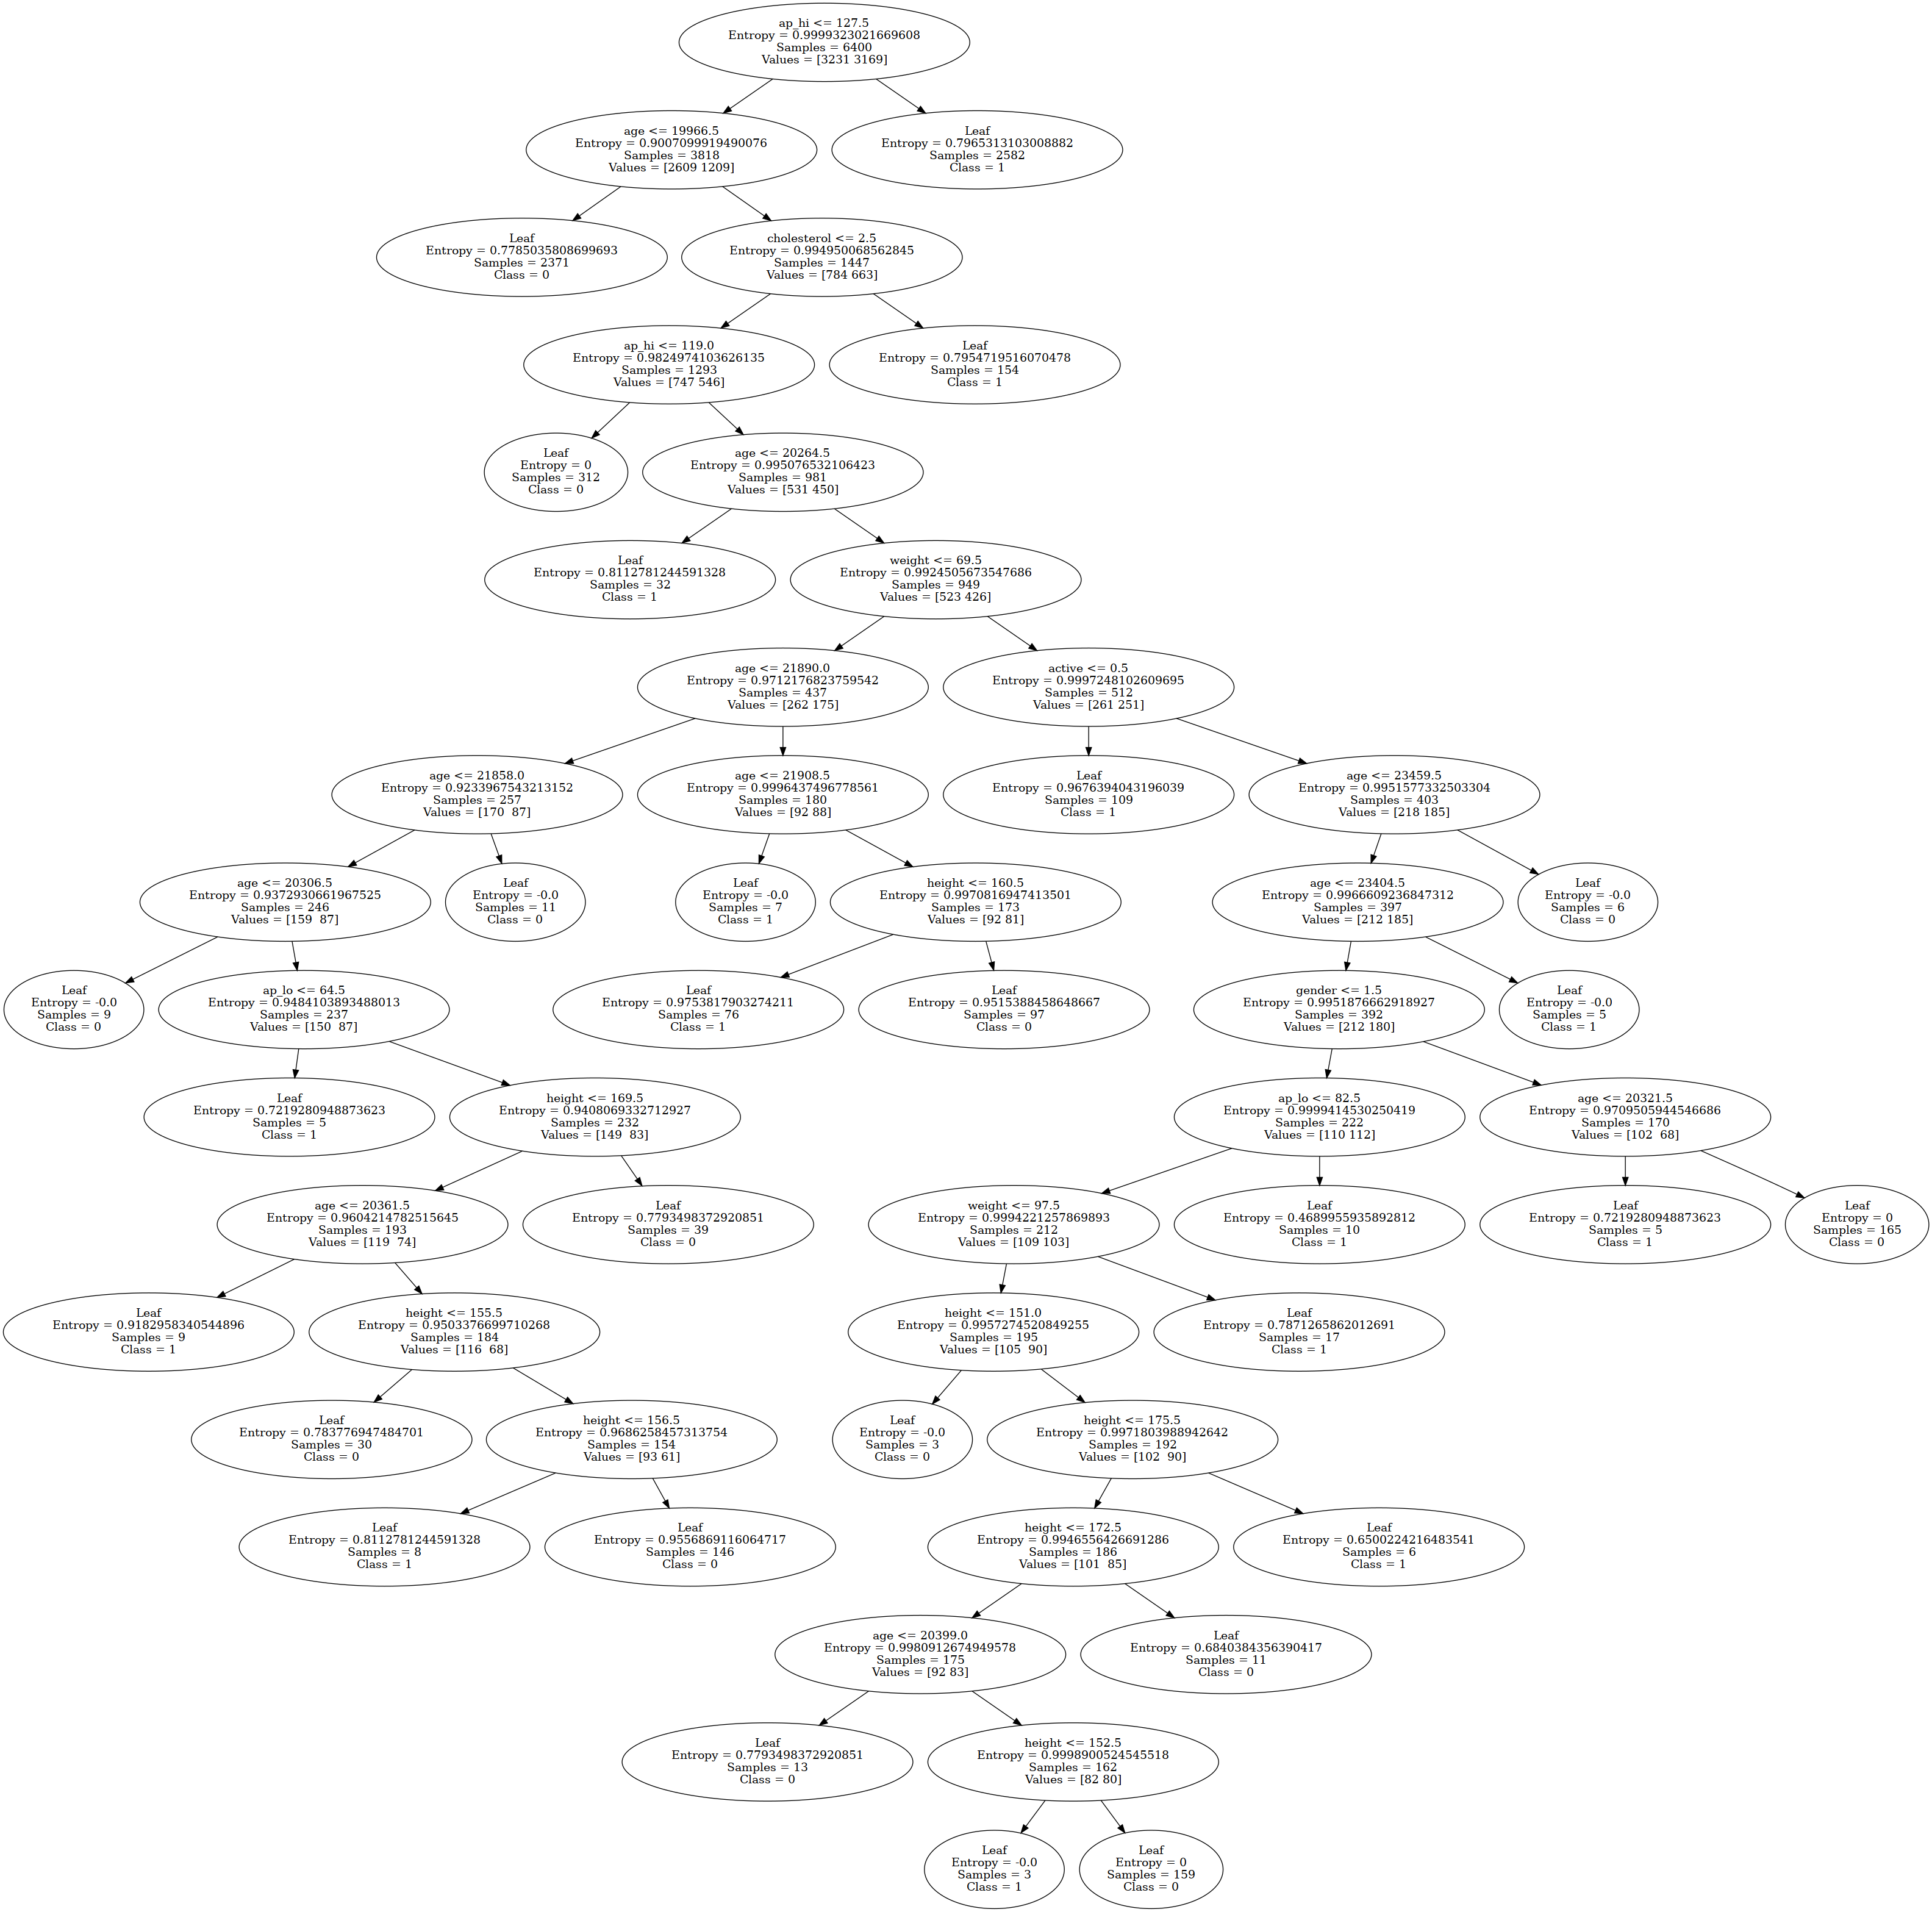 ap_hi <= 127.5
Entropy = 0.9999323021669608
Samples = 6400
Values = [3231 3169]
age <= 19966.5
Entropy = 0.9007099919490076
Samples = 3818
Values = [2609 1209]
Leaf
Entropy = 0.7965313103008882
Samples = 2582
Class = 1
Leaf
Entropy = 0.7785035808699693
Samples = 2371
Class = 0
cholesterol <= 2.5
Entropy = 0.994950068562845
Samples = 1447
Values = [784 663]
ap_hi <= 119.0
Entropy = 0.9824974103626135
Samples = 1293
Values = [747 546]
Leaf
Entropy = 0.7954719516070478
Samples = 154
Class = 1
Leaf
Entropy = 0
Samples = 312
Class = 0
age <= 20264.5
Entropy = 0.995076532106423
Samples = 981
Values = [531 450]
Leaf
Entropy = 0.8112781244591328
Samples = 32
Class = 1
weight <= 69.5
Entropy = 0.9924505673547686
Samples = 949
Values = [523 426]
age <= 21890.0
Entropy = 0.9712176823759542
Samples = 437
Values = [262 175]
active <= 0.5
Entropy = 0.9997248102609695
Samples = 512
Values = [261 251]
age <= 21858.0
Entropy = 0.9233967543213152
Samples = 257
Values = [170  87]
age <= 21908.5
Entropy = 0.9996437496778561
Samples = 180
Values = [92 88]
Leaf
Entropy = 0.9676394043196039
Samples = 109
Class = 1
age <= 23459.5
Entropy = 0.9951577332503304
Samples = 403
Values = [218 185]
age <= 20306.5
Entropy = 0.9372930661967525
Samples = 246
Values = [159  87]
Leaf
Entropy = -0.0
Samples = 11
Class = 0
Leaf
Entropy = -0.0
Samples = 7
Class = 1
height <= 160.5
Entropy = 0.9970816947413501
Samples = 173
Values = [92 81]
age <= 23404.5
Entropy = 0.9966609236847312
Samples = 397
Values = [212 185]
Leaf
Entropy = -0.0
Samples = 6
Class = 0
Leaf
Entropy = -0.0
Samples = 9
Class = 0
ap_lo <= 64.5
Entropy = 0.9484103893488013
Samples = 237
Values = [150  87]
Leaf
Entropy = 0.9753817903274211
Samples = 76
Class = 1
Leaf
Entropy = 0.9515388458648667
Samples = 97
Class = 0
gender <= 1.5
Entropy = 0.9951876662918927
Samples = 392
Values = [212 180]
Leaf
Entropy = -0.0
Samples = 5
Class = 1
Leaf
Entropy = 0.7219280948873623
Samples = 5
Class = 1
height <= 169.5
Entropy = 0.9408069332712927
Samples = 232
Values = [149  83]
ap_lo <= 82.5
Entropy = 0.9999414530250419
Samples = 222
Values = [110 112]
age <= 20321.5
Entropy = 0.9709505944546686
Samples = 170
Values = [102  68]
age <= 20361.5
Entropy = 0.9604214782515645
Samples = 193
Values = [119  74]
Leaf
Entropy = 0.7793498372920851
Samples = 39
Class = 0
weight <= 97.5
Entropy = 0.9994221257869893
Samples = 212
Values = [109 103]
Leaf
Entropy = 0.4689955935892812
Samples = 10
Class = 1
Leaf
Entropy = 0.7219280948873623
Samples = 5
Class = 1
Leaf
Entropy = 0
Samples = 165
Class = 0
Leaf
Entropy = 0.9182958340544896
Samples = 9
Class = 1
height <= 155.5
Entropy = 0.9503376699710268
Samples = 184
Values = [116  68]
height <= 151.0
Entropy = 0.9957274520849255
Samples = 195
Values = [105  90]
Leaf
Entropy = 0.7871265862012691
Samples = 17
Class = 1
Leaf
Entropy = 0.783776947484701
Samples = 30
Class = 0
height <= 156.5
Entropy = 0.9686258457313754
Samples = 154
Values = [93 61]
Leaf
Entropy = -0.0
Samples = 3
Class = 0
height <= 175.5
Entropy = 0.9971803988942642
Samples = 192
Values = [102  90]
Leaf
Entropy = 0.8112781244591328
Samples = 8
Class = 1
Leaf
Entropy = 0.9556869116064717
Samples = 146
Class = 0
height <= 172.5
Entropy = 0.9946556426691286
Samples = 186
Values = [101  85]
Leaf
Entropy = 0.6500224216483541
Samples = 6
Class = 1
age <= 20399.0
Entropy = 0.9980912674949578
Samples = 175
Values = [92 83]
Leaf
Entropy = 0.6840384356390417
Samples = 11
Class = 0
Leaf
Entropy = 0.7793498372920851
Samples = 13
Class = 0
height <= 152.5
Entropy = 0.9998900524545518
Samples = 162
Values = [82 80]
Leaf
Entropy = -0.0
Samples = 3
Class = 1
Leaf
Entropy = 0
Samples = 159
Class = 0